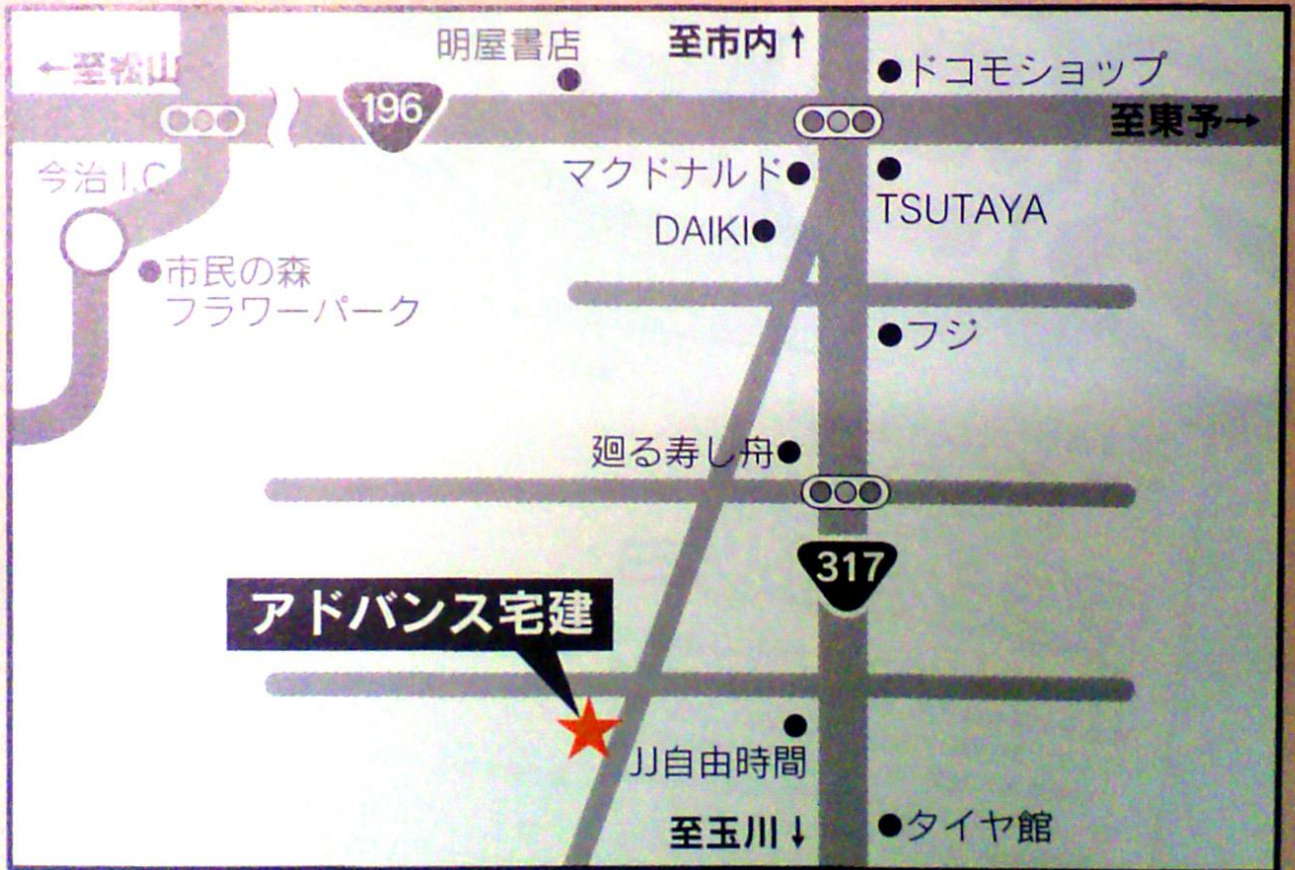 ←至松山
明屋書店
至市内↑
ドコモショップ
196
至東予→
今治I.C.
マクドナルド
TSUTAYA
DAIKI
市民の森
フラワーパーク
フジ
廻る寿し舟
317
アドバンス宅建
JJ自由時間
至玉川↓
タイヤ館